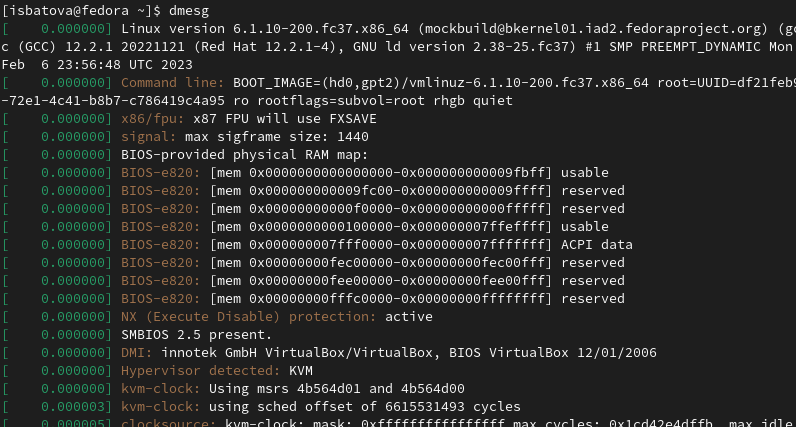 [isbatova@fedora ~]$ dmesg
[    0.000000] Linux version 6.1.10-200.fc37.x86_64 (mockbuild@bkernel01.iad2.fedoraproject.org) (gc
c (GCC) 12.2.1 20221121 (Red Hat 12.2.1-4), GNU ld version 2.38-25.fc37) #1 SMP PREEMPT_DYNAMIC Mon
Feb  6 23:56:48 UTC 2023
[    0.000000] Command line: BOOT_IMAGE=(hd0,gpt2)/vmlinuz-6.1.10-200.fc37.x86_64 root=UUID=df21feb9
-72e1-4c41-b8b7-c786419c4a95 ro rootflags=subvol=root rhgb quiet
[    0.000000] x86/fpu: x87 FPU will use FXSAVE
[    0.000000] signal: max sigframe size: 1440
[    0.000000] BIOS-provided physical RAM map:
[    0.000000] BIOS-e820: [mem 0x0000000000000000-0x000000000009fbff] usable
[    0.000000] BIOS-e820: [mem 0x000000000009fc00-0x000000000009ffff] reserved
[    0.000000] BIOS-e820: [mem 0x00000000000f0000-0x00000000000fffff] reserved
[    0.000000] BIOS-e820: [mem 0x0000000000100000-0x000000007ffeffff] usable
[    0.000000] BIOS-e820: [mem 0x000000007fff0000-0x000000007fffffff] ACPI data
[    0.000000] BIOS-e820: [mem 0x00000000fec00000-0x00000000fec00fff] reserved
[    0.000000] BIOS-e820: [mem 0x00000000fee00000-0x00000000fee00fff] reserved
[    0.000000] BIOS-e820: [mem 0x00000000fffc0000-0x00000000ffffffff] reserved
[    0.000000] NX (Execute Disable) protection: active
[    0.000000] SMBIOS 2.5 present.
[    0.000000] DMI: innotek GmbH VirtualBox/VirtualBox, BIOS VirtualBox 12/01/2006
[    0.000000] Hypervisor detected: KVM
[    0.000000] kvm-clock: Using msrs 4b564d01 and 4b564d00
[    0.000003] kvm-clock: using sched offset of 6615531493 cycles
[    0.000005] clocksource: kvm-clock: mask: 0xffffffffffffffff max_cycles: 0x1cd42e4dffb, max_idle